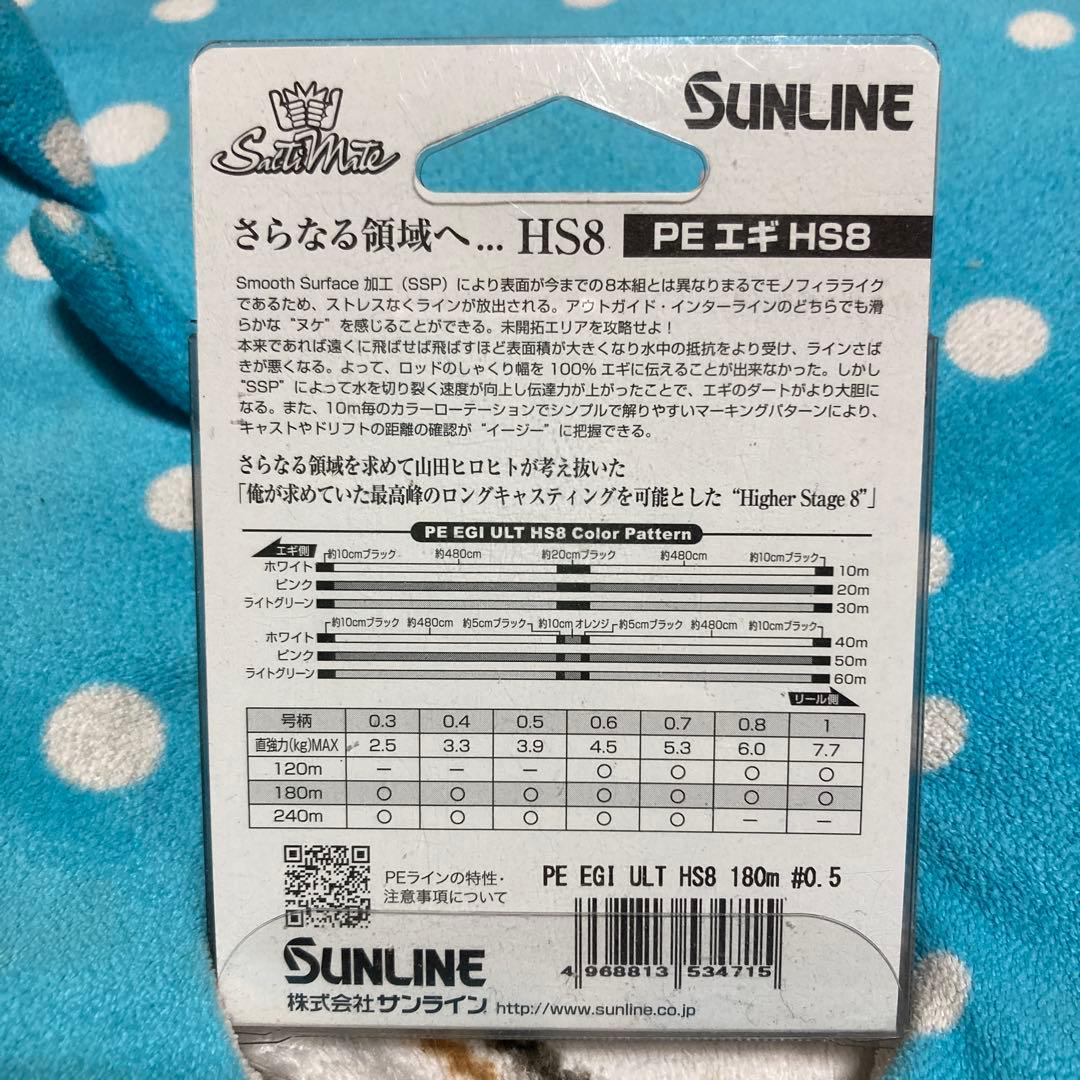 SaltiMate
SUNLINE
さらなる領域へ... HS8 PE エギ HS8
Smooth Surface 加工（SSP）により表面が今までの8本組とは異なりまるでモノフィラライク
であるため、ストレスなくラインが放出される。アウトガイド・インターラインのどちらでも滑
らかな“ヌケ”を感じることができる。未開拓エリアを攻略せよ！
本来であれば遠くに飛ばせば飛ばすほど表面積が大きくなり水中の抵抗をより受け、ラインさば
きが悪くなる。よって、ロッドのしゃくり幅を 100% エギに伝えることが出来なかった。しかし
“SSP”によって水を切り裂く速度が向上し伝達力が上がったことで、エギのダートがより大胆に
なる。また、10m毎のカラーローテーションでシンプルで解りやすいマーキングパターンにより、
キャストやドリフトの距離の確認が“イージー”に把握できる。
さらなる領域を求めて山田ヒロヒトが考え抜いた
「俺が求めていた最高峰のロングキャスティングを可能とした “Higher Stage 8”」
PE EGI ULT HS8 Color Pattern
エギ側 約10cmブラック 約480cm 約20cmブラック 約480cm 約10cmブラック
ホワイト 10m
ピンク 20m
ライトグリーン 30m
約10cmブラック 約480cm 約5cmブラック 約10cm オレンジ 約5cmブラック 約480cm 約10cmブラック
ホワイト 40m
ピンク 50m
ライトグリーン 60m
リール側
号柄 0.3 0.4 0.5 0.6 0.7 0.8 1
直強力(kg)MAX 2.5 3.3 3.9 4.5 5.3 6.0 7.7
120m － － － ○ ○ ○ ○
180m ○ ○ ○ ○ ○ ○ ○
240m ○ ○ ○ ○ ○ － －
PEラインの特性・
注意事項について
PE EGI ULT HS8 180m #0.5
4 968813 534715
SUNLINE
株式会社サンライン http://www.sunline.co.jp